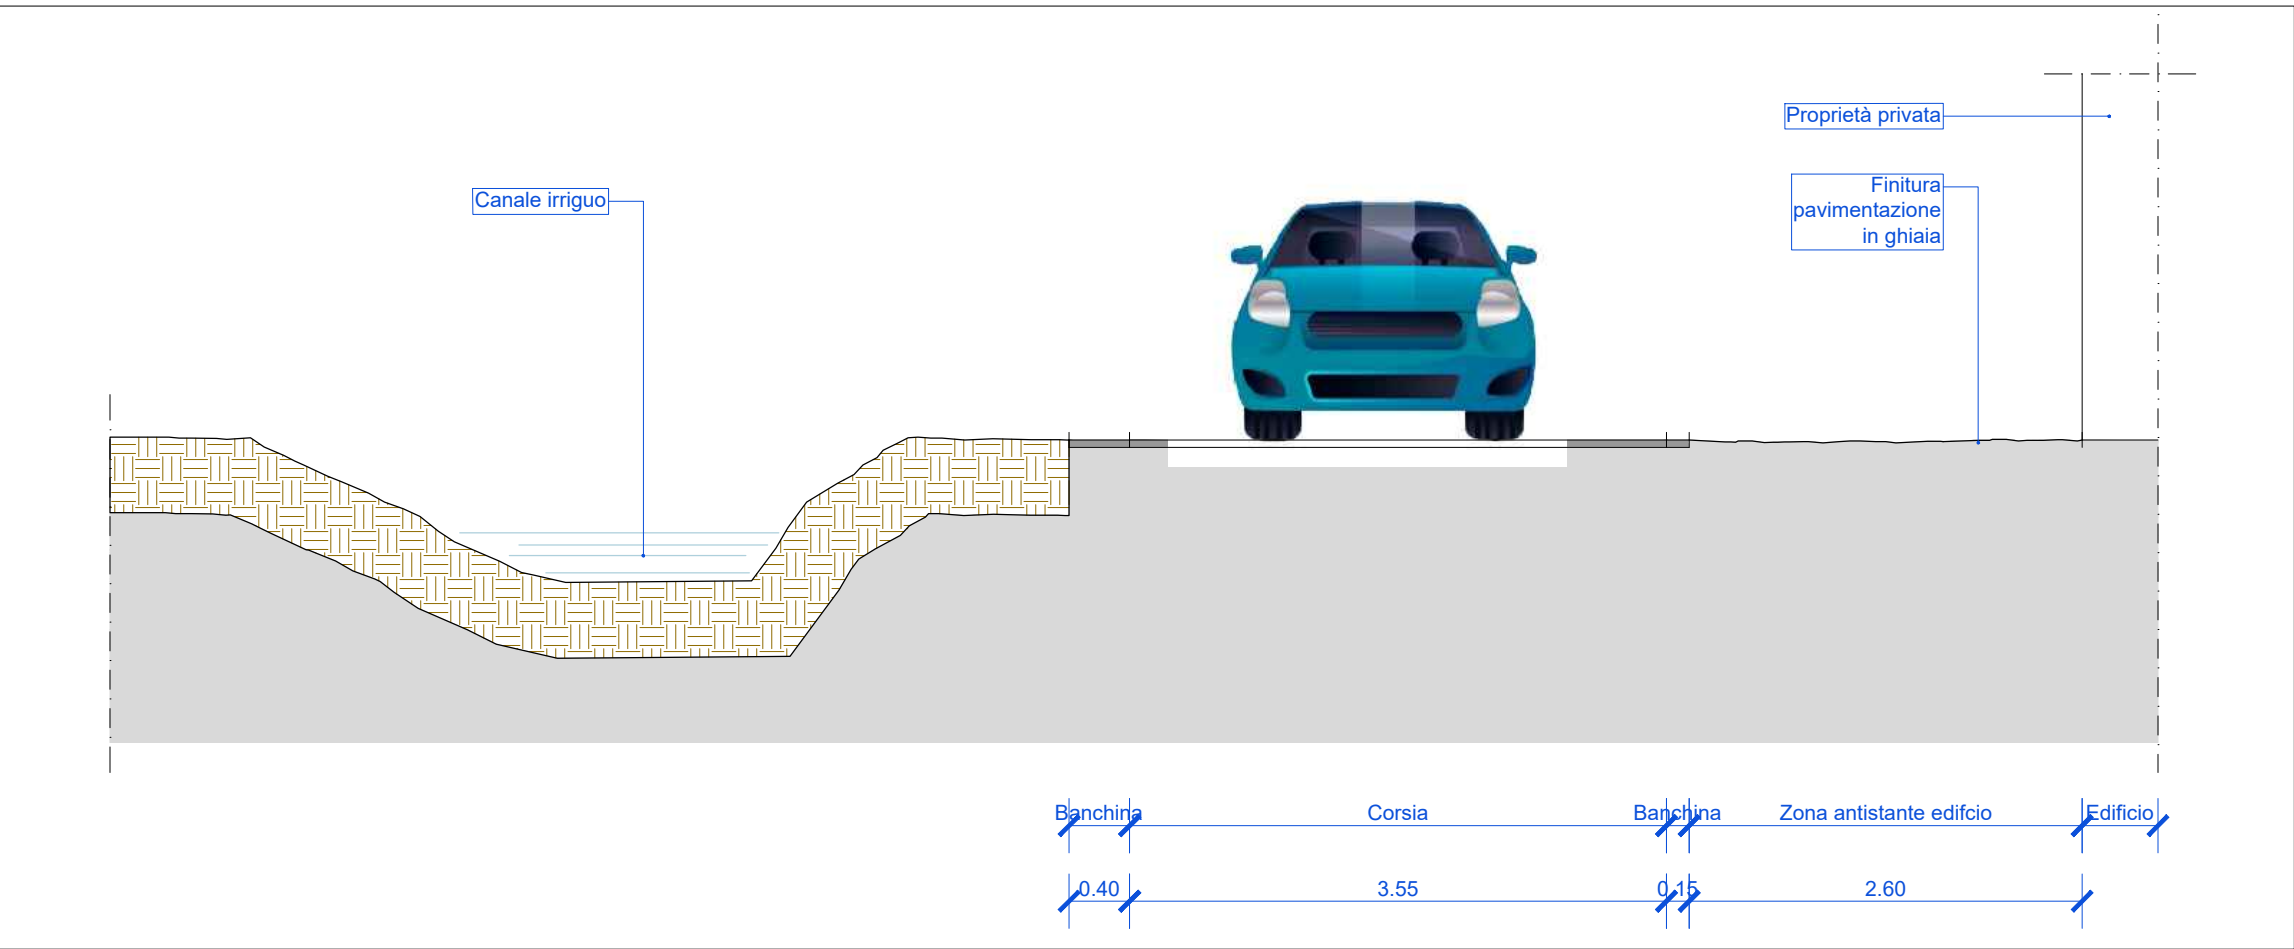 Proprietà privata
Canale irriguo
Finitura
pavimentazione
in ghiaia
Banchina
Corsia
Banchina
Zona antistante edifcio
Edificio
0.40
3.55
0.15
2.60